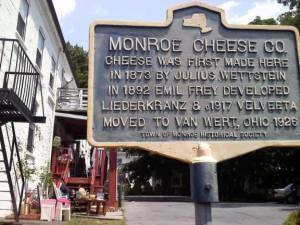 MONROE CHEESE CO.
CHEESE WAS FIRST MADE HERE
IN 1873 BY JULIUS WETTSTEIN
IN 1892 EMIL FREY DEVELOPED
LIEDERKRANZ & 1917 VELVEETA
MOVED TO VAN WERT, OHIO 1926
TOWN OF MONROE HISTORICAL SOCIETY